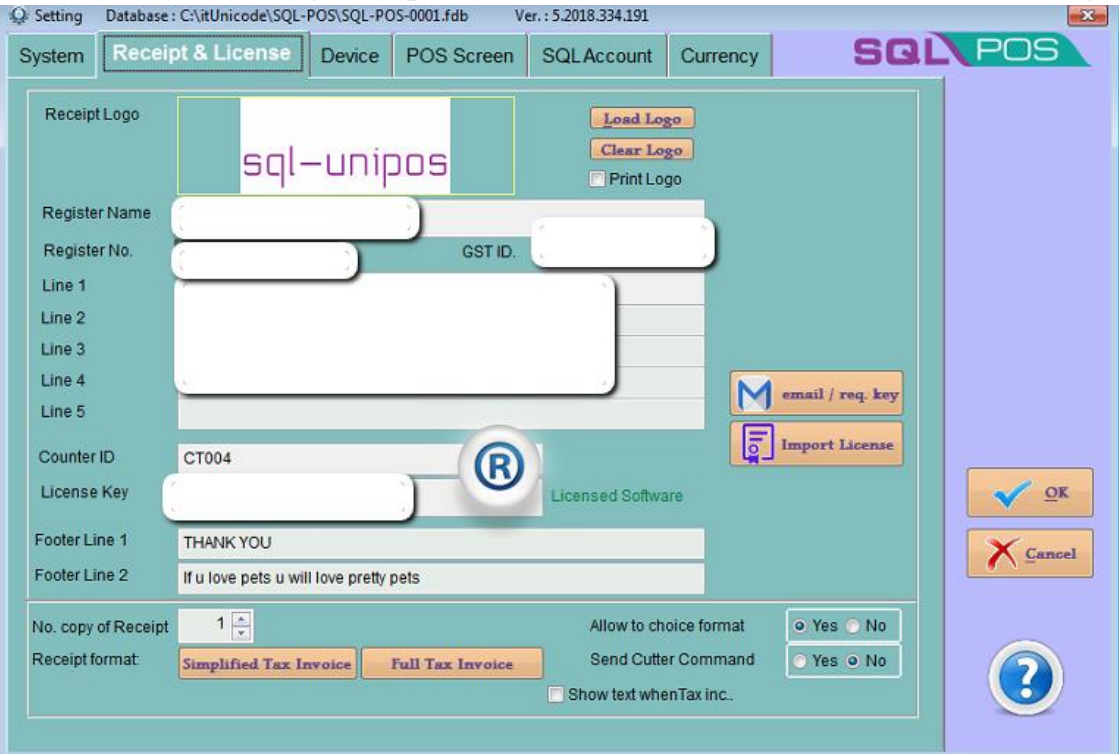 Setting Database : C:\itUnicode\SQL-POS\SQL-POS-0001.fdb Ver. : 5.2018.334.191
System Receipt & License Device POS Screen SQLAccount Currency SQL POS
Receipt Logo
sql-unipos
Load Logo
Clear Logo
Print Logo
Register Name
Register No. GST ID.
Line 1
Line 2
Line 3
Line 4
Line 5
email / req. key
Import License
Counter ID CT004
®
License Key Licensed Software
Footer Line 1 THANK YOU
Footer Line 2 If u love pets u will love pretty pets
OK
Cancel
No. copy of Receipt 1 Allow to choice format Yes No
Receipt format: Simplified Tax Invoice Full Tax Invoice Send Cutter Command Yes No
Show text whenTax inc..
?